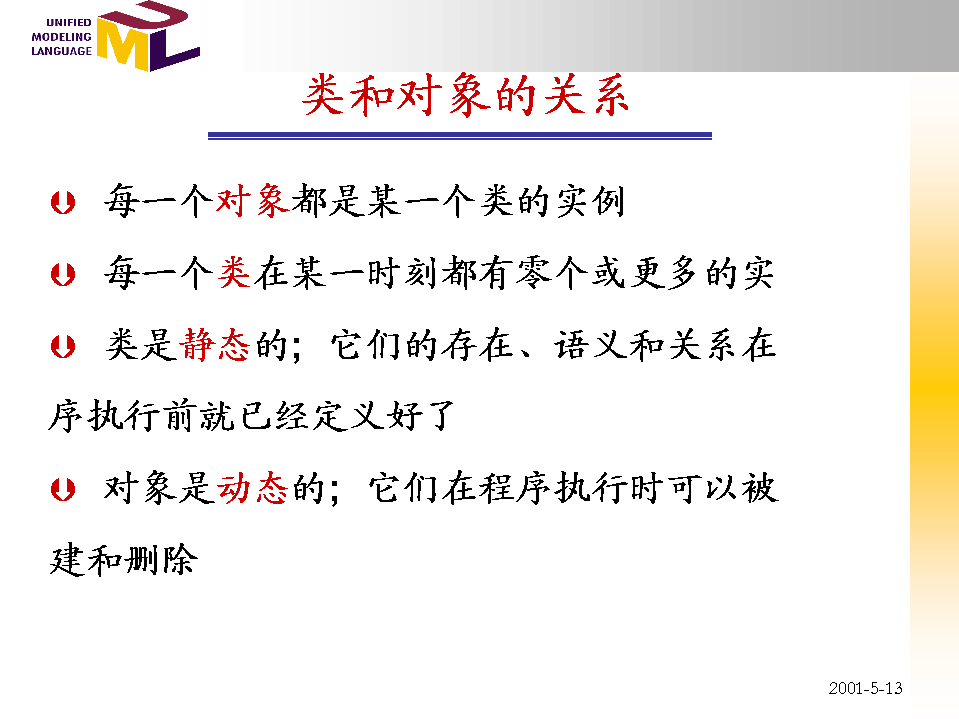 UNIFIED
MODELING
LANGUAGE
UML
类和对象的关系
每一个对象都是某一个类的实例
每一个类在某一时刻都有零个或更多的实
类是静态的；它们的存在、语义和关系在
序执行前就已经定义好了
对象是动态的；它们在程序执行时可以被
建和删除
2001-5-13